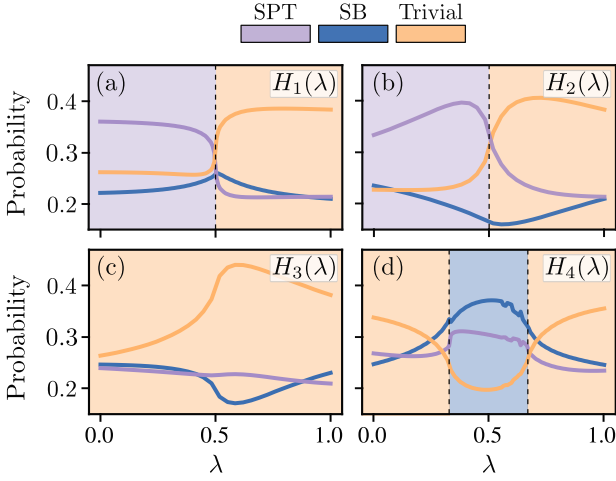 SPT SB Trivial
(a) H₁(λ) (b) H₂(λ)
Probability
0.4
0.3
0.2
(c) H₃(λ) (d) H₄(λ)
Probability
0.4
0.3
0.2
0.0 0.5 1.0 0.0 0.5 1.0
λ λ